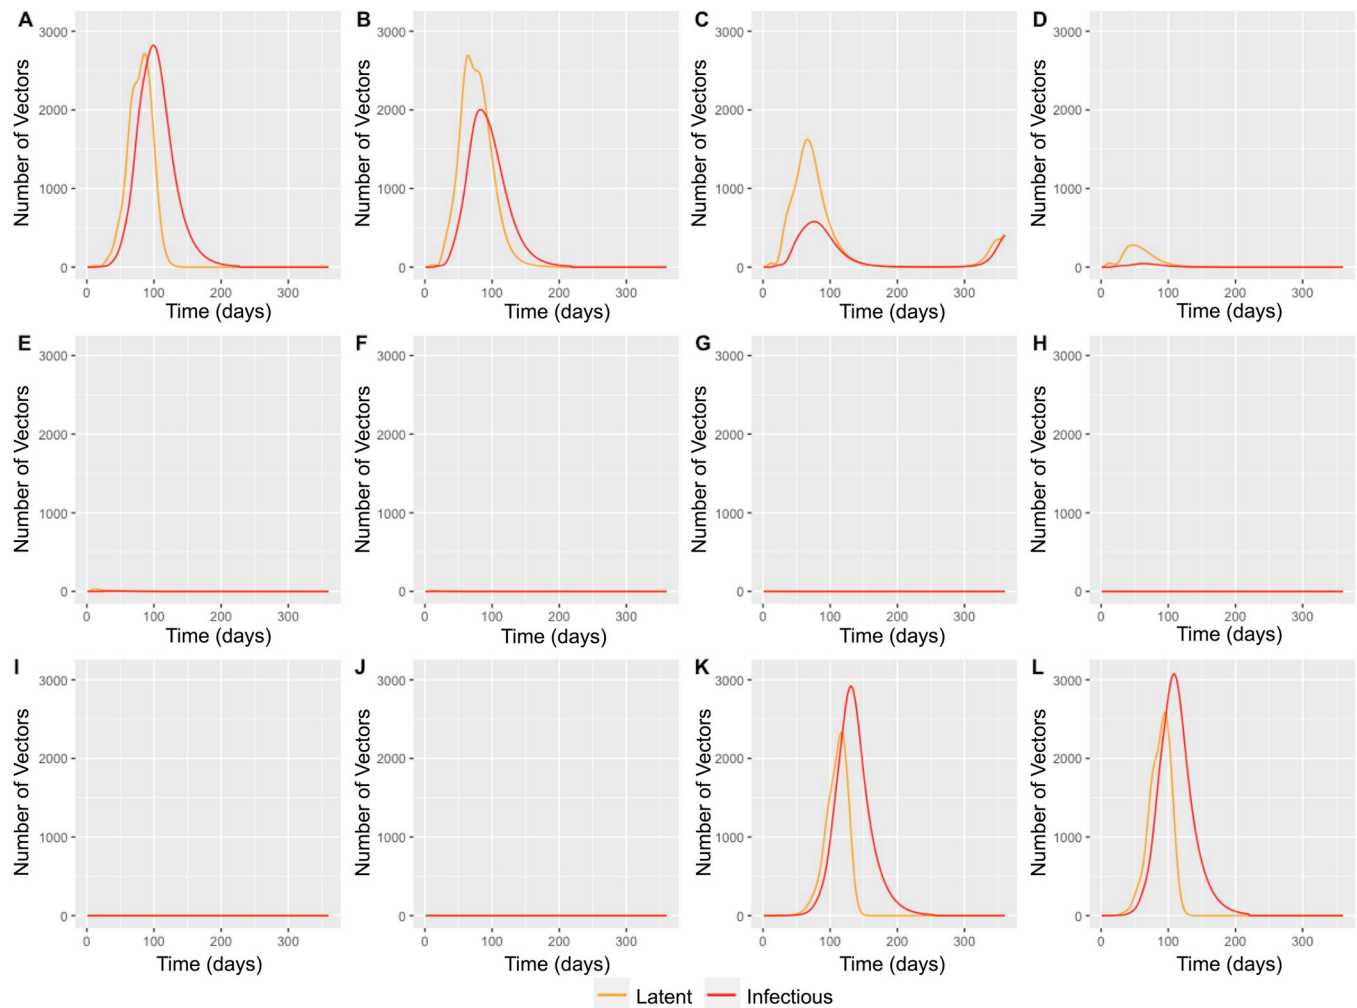 A B C D
3000 3000 3000 3000
Number of Vectors Number of Vectors Number of Vectors Number of Vectors
2000 2000 2000 2000
1000 1000 1000 1000
0 0 0 0
0 100 200 300 0 100 200 300 0 100 200 300 0 100 200 300
Time (days) Time (days) Time (days) Time (days)
E F G H
3000 3000 3000 3000
Number of Vectors Number of Vectors Number of Vectors Number of Vectors
2000 2000 2000 2000
1000 1000 1000 1000
0 0 0 0
0 100 200 300 0 100 200 300 0 100 200 300 0 100 200 300
Time (days) Time (days) Time (days) Time (days)
I J K L
3000 3000 3000 3000
Number of Vectors Number of Vectors Number of Vectors Number of Vectors
2000 2000 2000 2000
1000 1000 1000 1000
0 0 0 0
0 100 200 300 0 100 200 300 0 100 200 300 0 100 200 300
Time (days) Time (days) Time (days) Time (days)
Latent Infectious